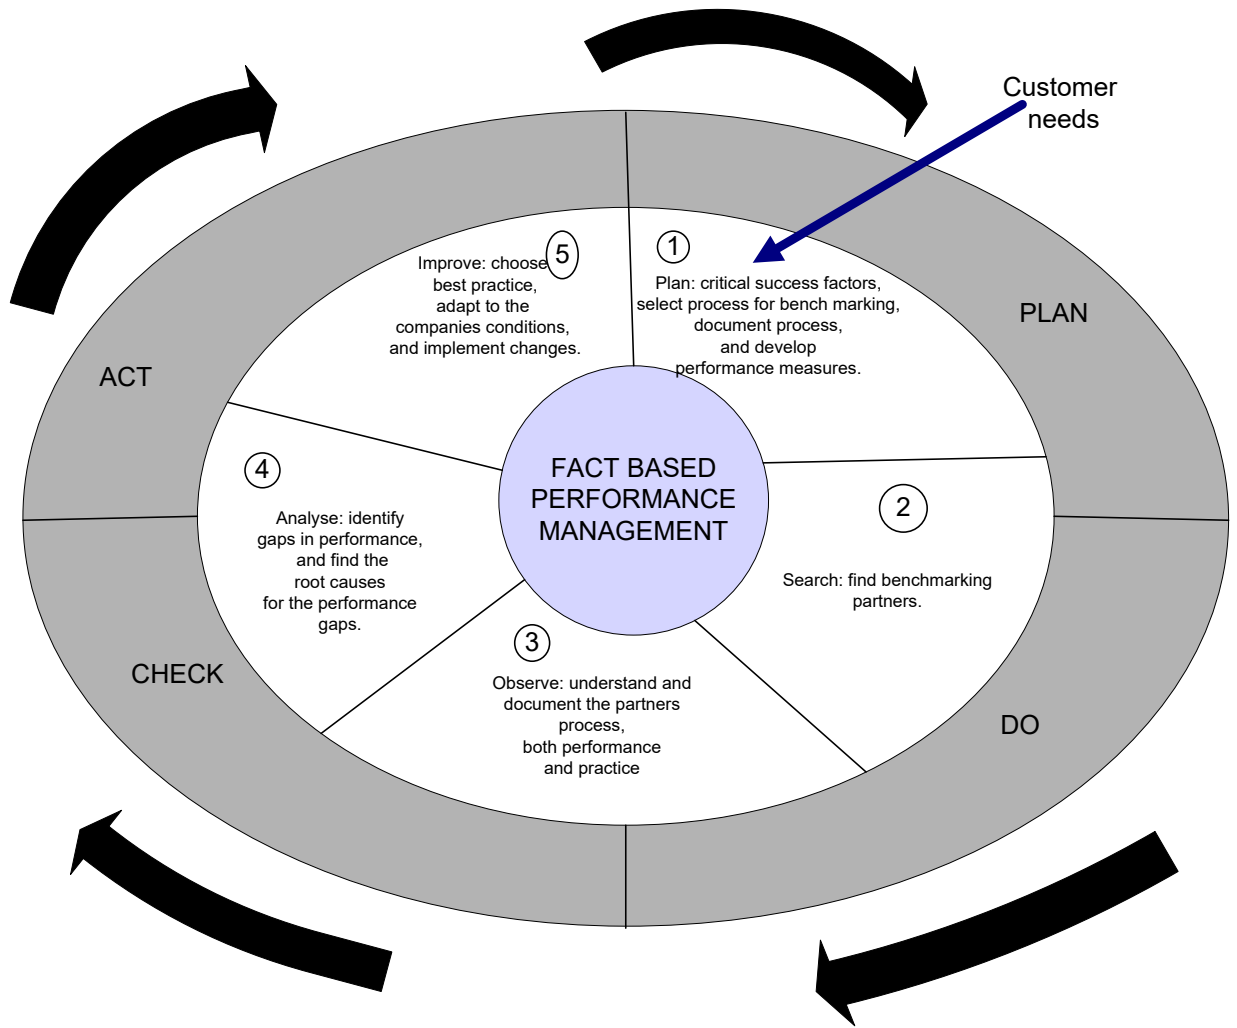 Customer
needs
1
Plan: critical success factors,
select process for bench marking,
document process,
and develop
performance measures.
PLAN
2
Search: find benchmarking
partners.
DO
3
Observe: understand and
document the partners
process,
both performance
and practice
CHECK
4
Analyse: identify
gaps in performance,
and find the
root causes
for the performance
gaps.
ACT
5
Improve: choose
best practice,
adapt to the
companies conditions,
and implement changes.
FACT BASED
PERFORMANCE
MANAGEMENT